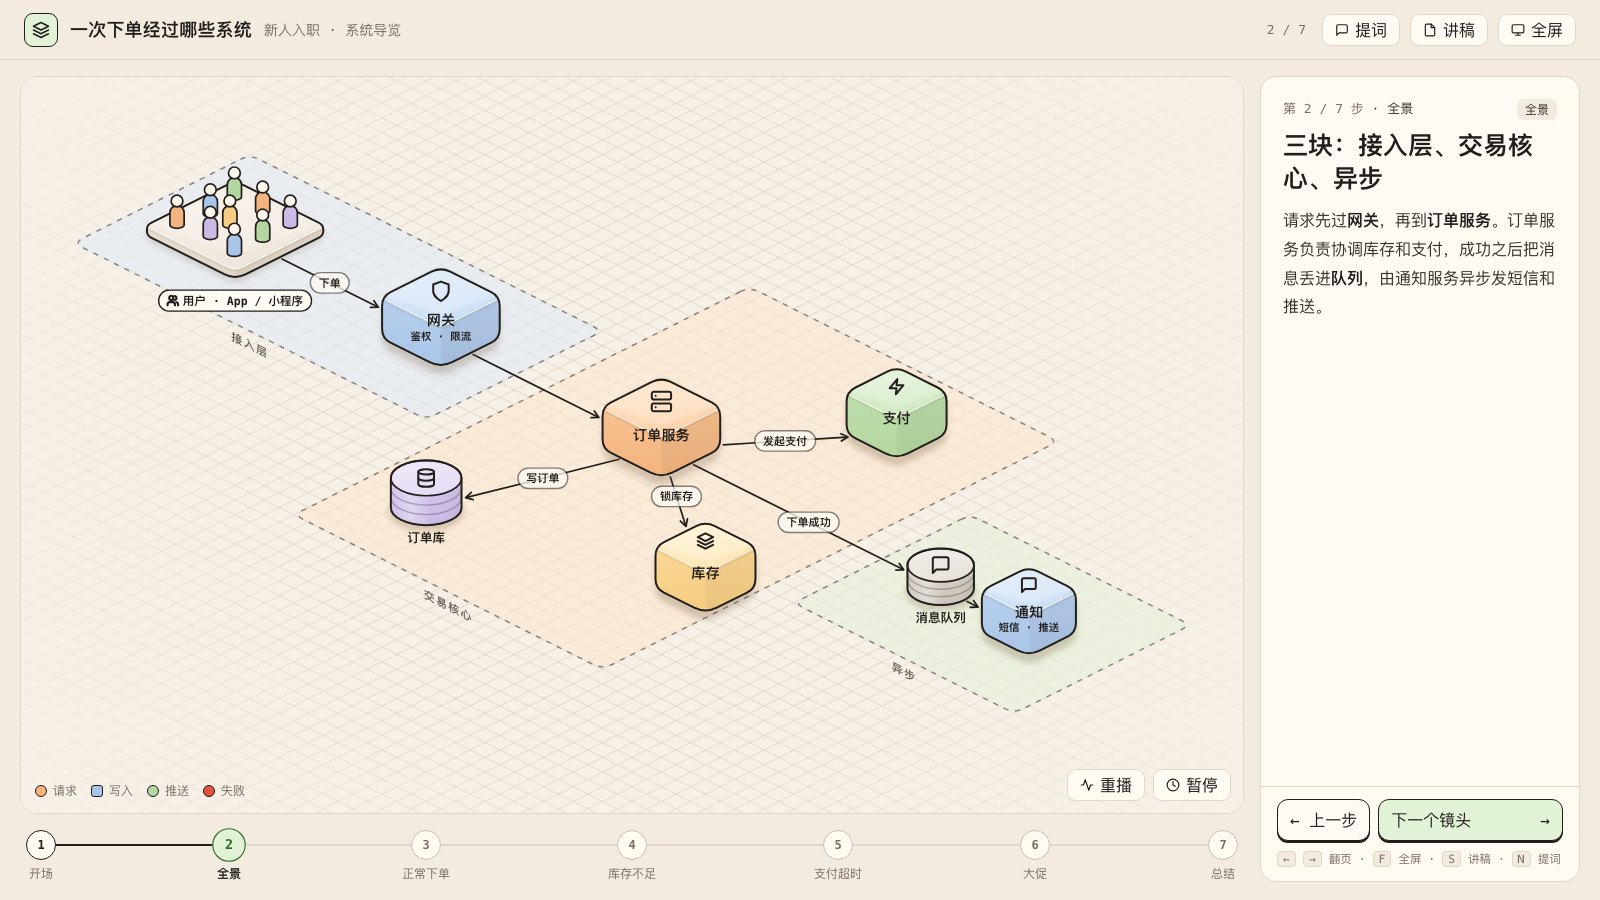 一次下单经过哪些系统 新人入职 · 系统导览
2 / 7 提词 讲稿 全屏
用户 · App / 小程序
接入层
下单
网关
鉴权 · 限流
订单服务
支付
发起支付
写订单
锁库存
下单成功
订单库
库存
交易核心
消息队列
通知
短信 · 推送
异步
请求 写入 推送 失败
重播 暂停
1 2 3 4 5 6 7
开场 全景 正常下单 库存不足 支付超时 大促 总结
第 2 / 7 步 · 全景 全景
三块：接入层、交易核
心、异步
请求先过网关，再到订单服务。订单服
务负责协调库存和支付，成功之后把消
息丢进队列，由通知服务异步发短信和
推送。
← 上一步 下一个镜头 →
← → 翻页 · F 全屏 · S 讲稿 · N 提词